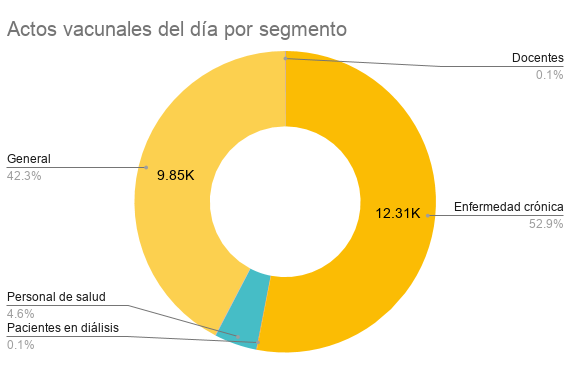 Actos vacunales del día por segmento
Docentes
0.1%
General
42.3%
9.85K
Enfermedad crónica
52.9%
12.31K
Personal de salud
4.6%
Pacientes en diálisis
0.1%